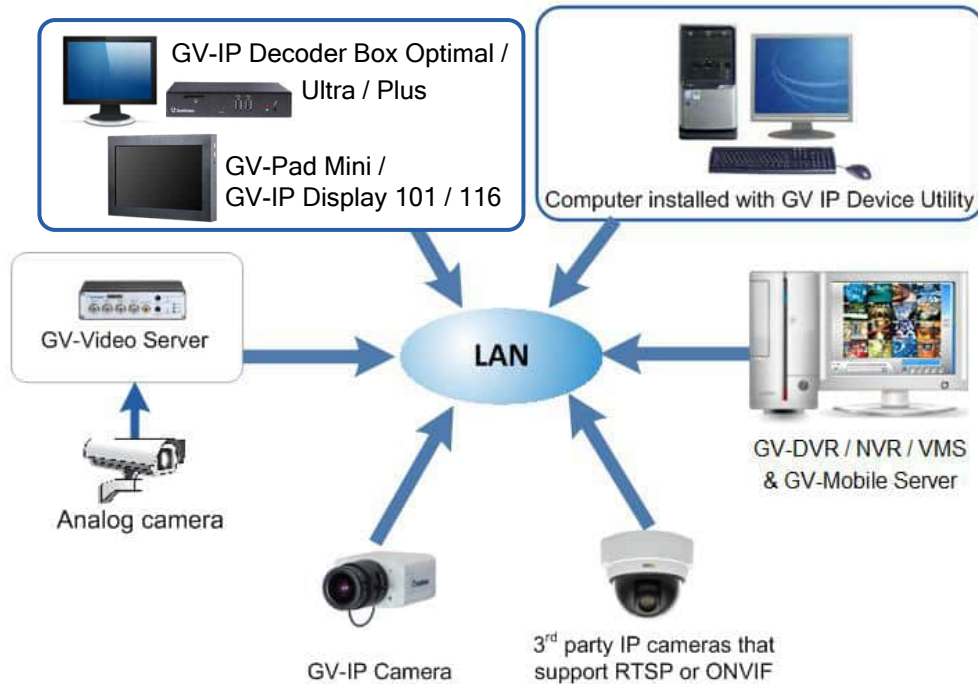 GV-IP Decoder Box Optimal /
Ultra / Plus
GV-Pad Mini /
GV-IP Display 101 / 116
Computer installed with GV IP Device Utility
GV-Video Server
LAN
Analog camera
GV-DVR / NVR / VMS
& GV-Mobile Server
GV-IP Camera
3rd party IP cameras that
support RTSP or ONVIF